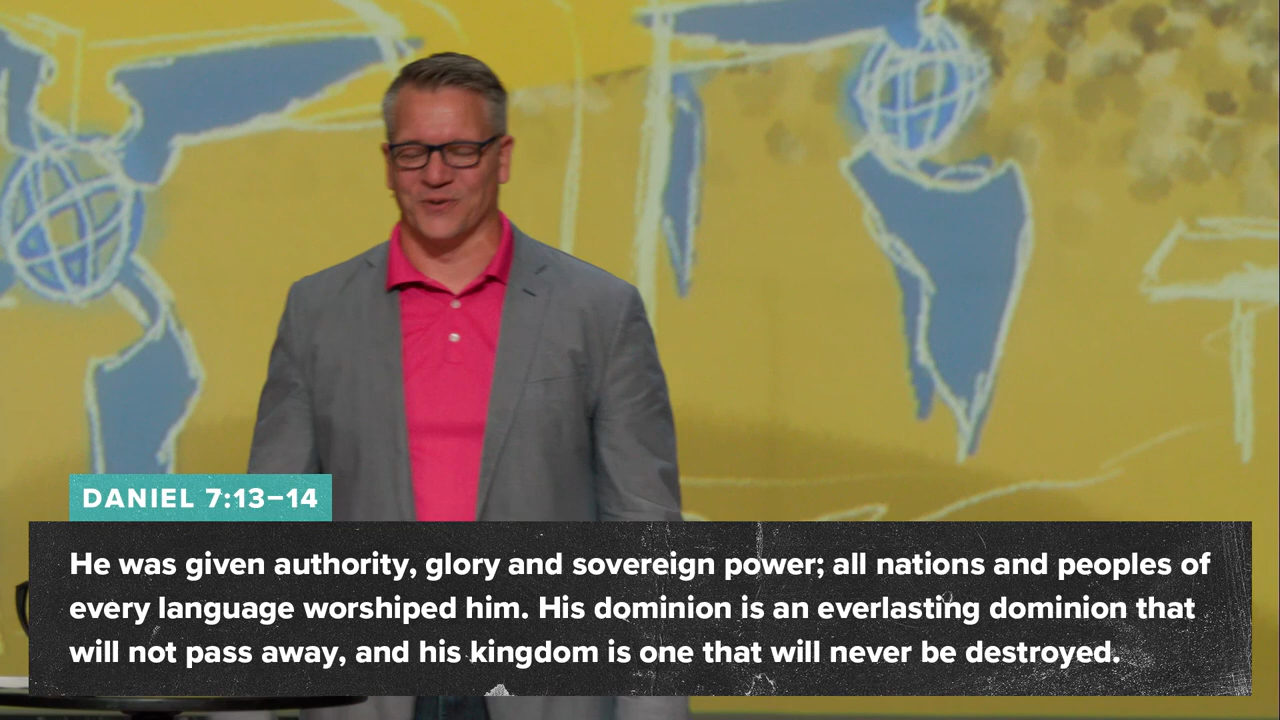 DANIEL 7:13–14
He was given authority, glory and sovereign power; all nations and peoples of
every language worshiped him. His dominion is an everlasting dominion that
will not pass away, and his kingdom is one that will never be destroyed.